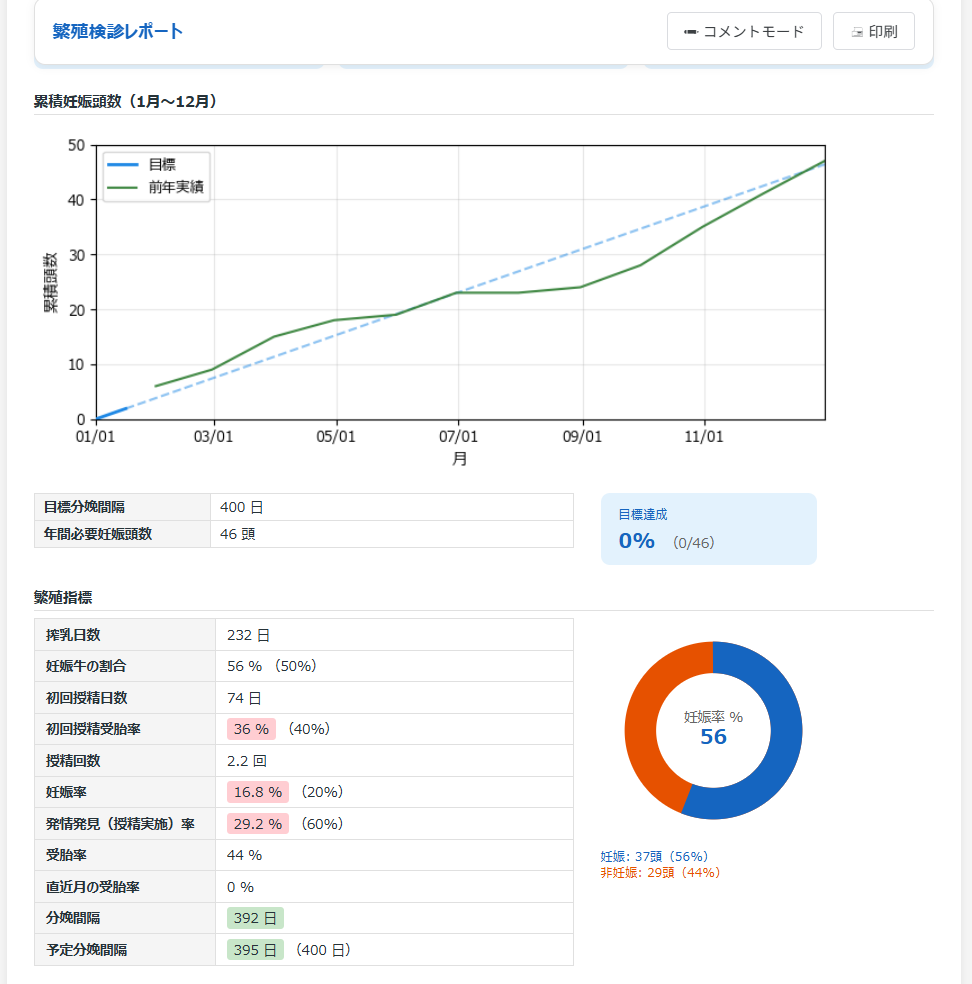 繁殖検診レポート
コメントモード
印刷
累積妊娠頭数（1月～12月）
目標
前年実績
50
40
30
20
10
0
累積頭数
01/01 03/01 05/01 07/01 09/01 11/01
月
目標分娩間隔 400 日
年間必要妊娠頭数 46 頭
目標達成
0% （0/46）
繁殖指標
搾乳日数 232 日
妊娠牛の割合 56 % （50%）
初回授精日数 74 日
初回授精受胎率 36 % （40%）
授精回数 2.2 回
妊娠率 16.8 % （20%）
発情発見（授精実施）率 29.2 % （60%）
受胎率 44 %
直近月の受胎率 0 %
分娩間隔 392 日
予定分娩間隔 395 日 （400 日）
妊娠率 %
56
妊娠: 37頭（56%）
非妊娠: 29頭（44%）